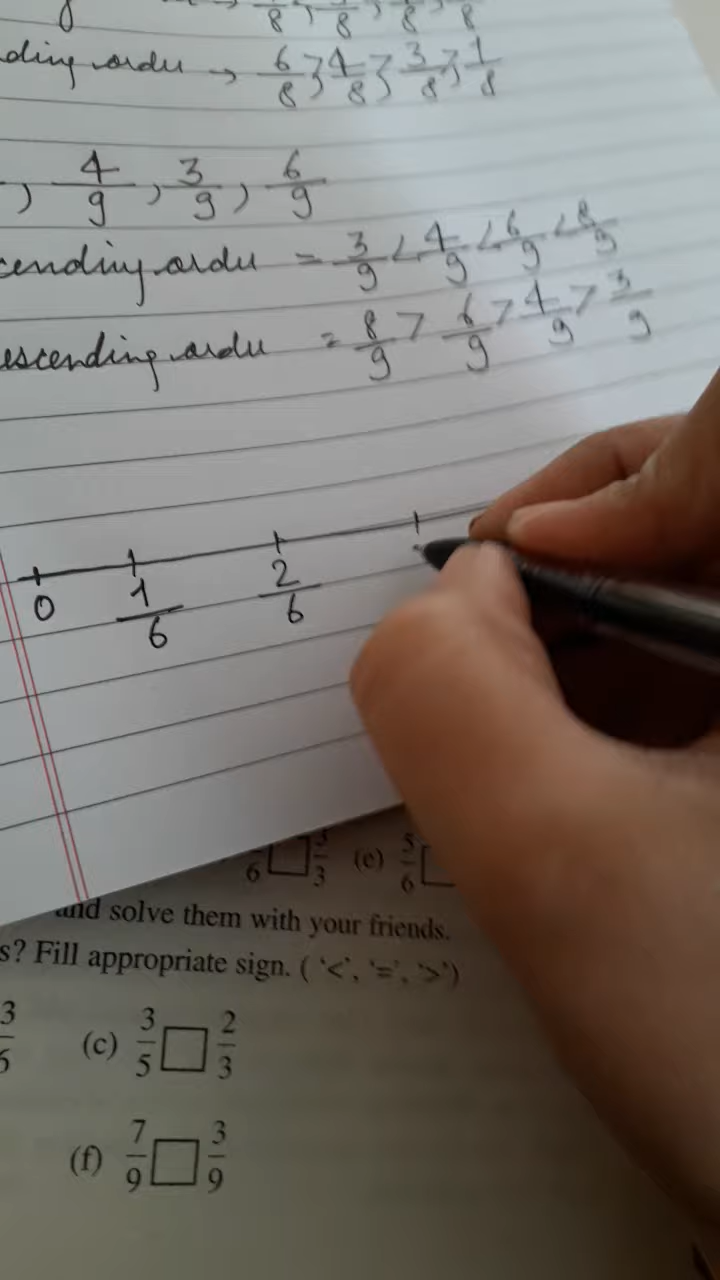 8, 8, 8, 8
ding order → 6/8 > 4/8 > 3/8 > 1/8
, 4/9, 3/9, 6/9
cending order = 3/9 < 4/9 < 6/9 < 8/9
escending order = 8/9 > 6/9 > 4/9 > 3/9
0 1/6 2/6
6 □ 3/3 (e) 5/6 □
and solve them with your friends.
s? Fill appropriate sign. ( '<', '=', '>')
(c) 3/5 □ 2/3
(f) 7/9 □ 3/9